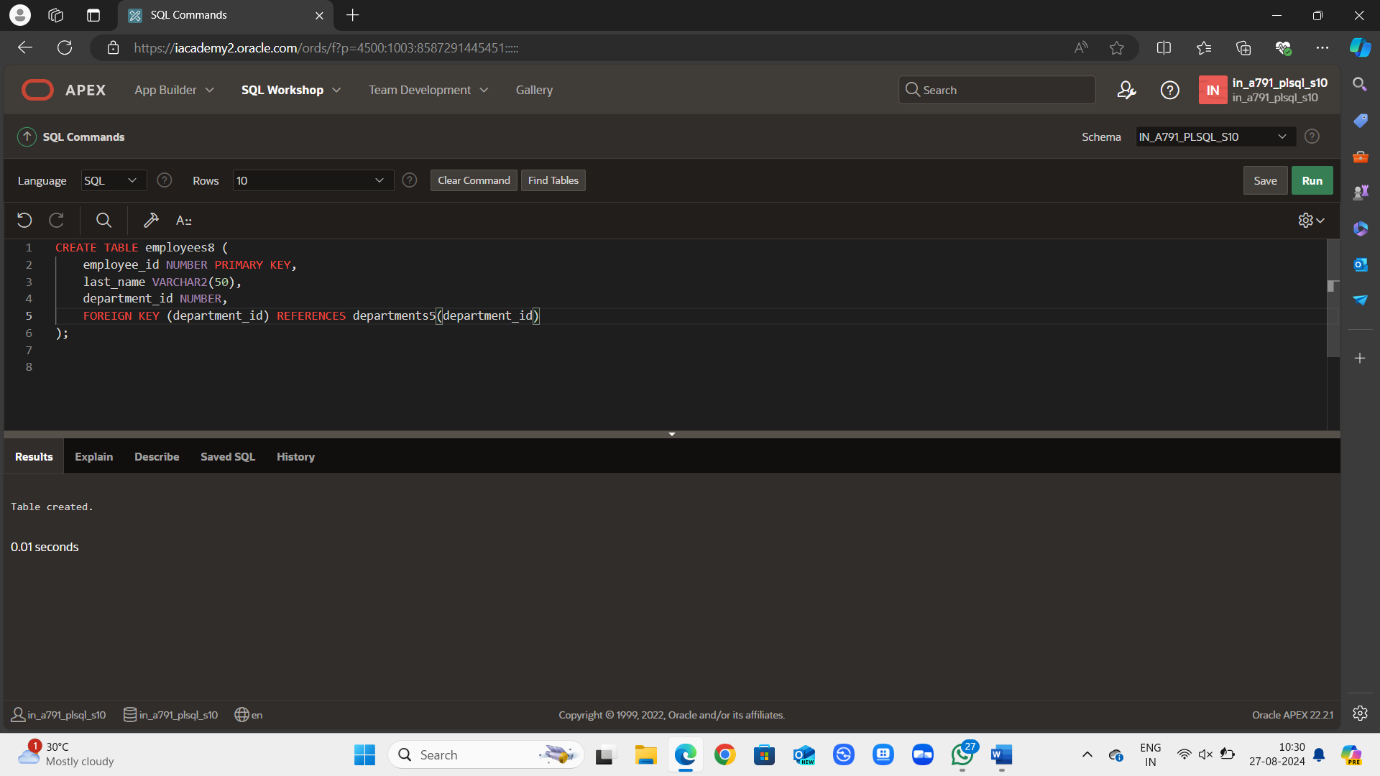 SQL Commands
https://iacademy2.oracle.com/ords/f?p=4500:1003:8587291445451:::::
APEX App Builder SQL Workshop Team Development Gallery Search IN in_a791_plsql_s10
in_a791_plsql_s10
SQL Commands Schema IN_A791_PLSQL_S10
Language SQL Rows 10 Clear Command Find Tables Save Run
A::
1 CREATE TABLE employees8 (
2 employee_id NUMBER PRIMARY KEY,
3 last_name VARCHAR2(50),
4 department_id NUMBER,
5 FOREIGN KEY (department_id) REFERENCES departments5(department_id)
6 );
7
8
Results Explain Describe Saved SQL History
Table created.
0.01 seconds
in_a791_plsql_s10 in_a791_plsql_s10 en Copyright © 1999, 2022, Oracle and/or its affiliates. Oracle APEX 22.2.1
1 30°C
Mostly cloudy
Search
NEW
27
ENG
IN
10:30
27-08-2024
PRE